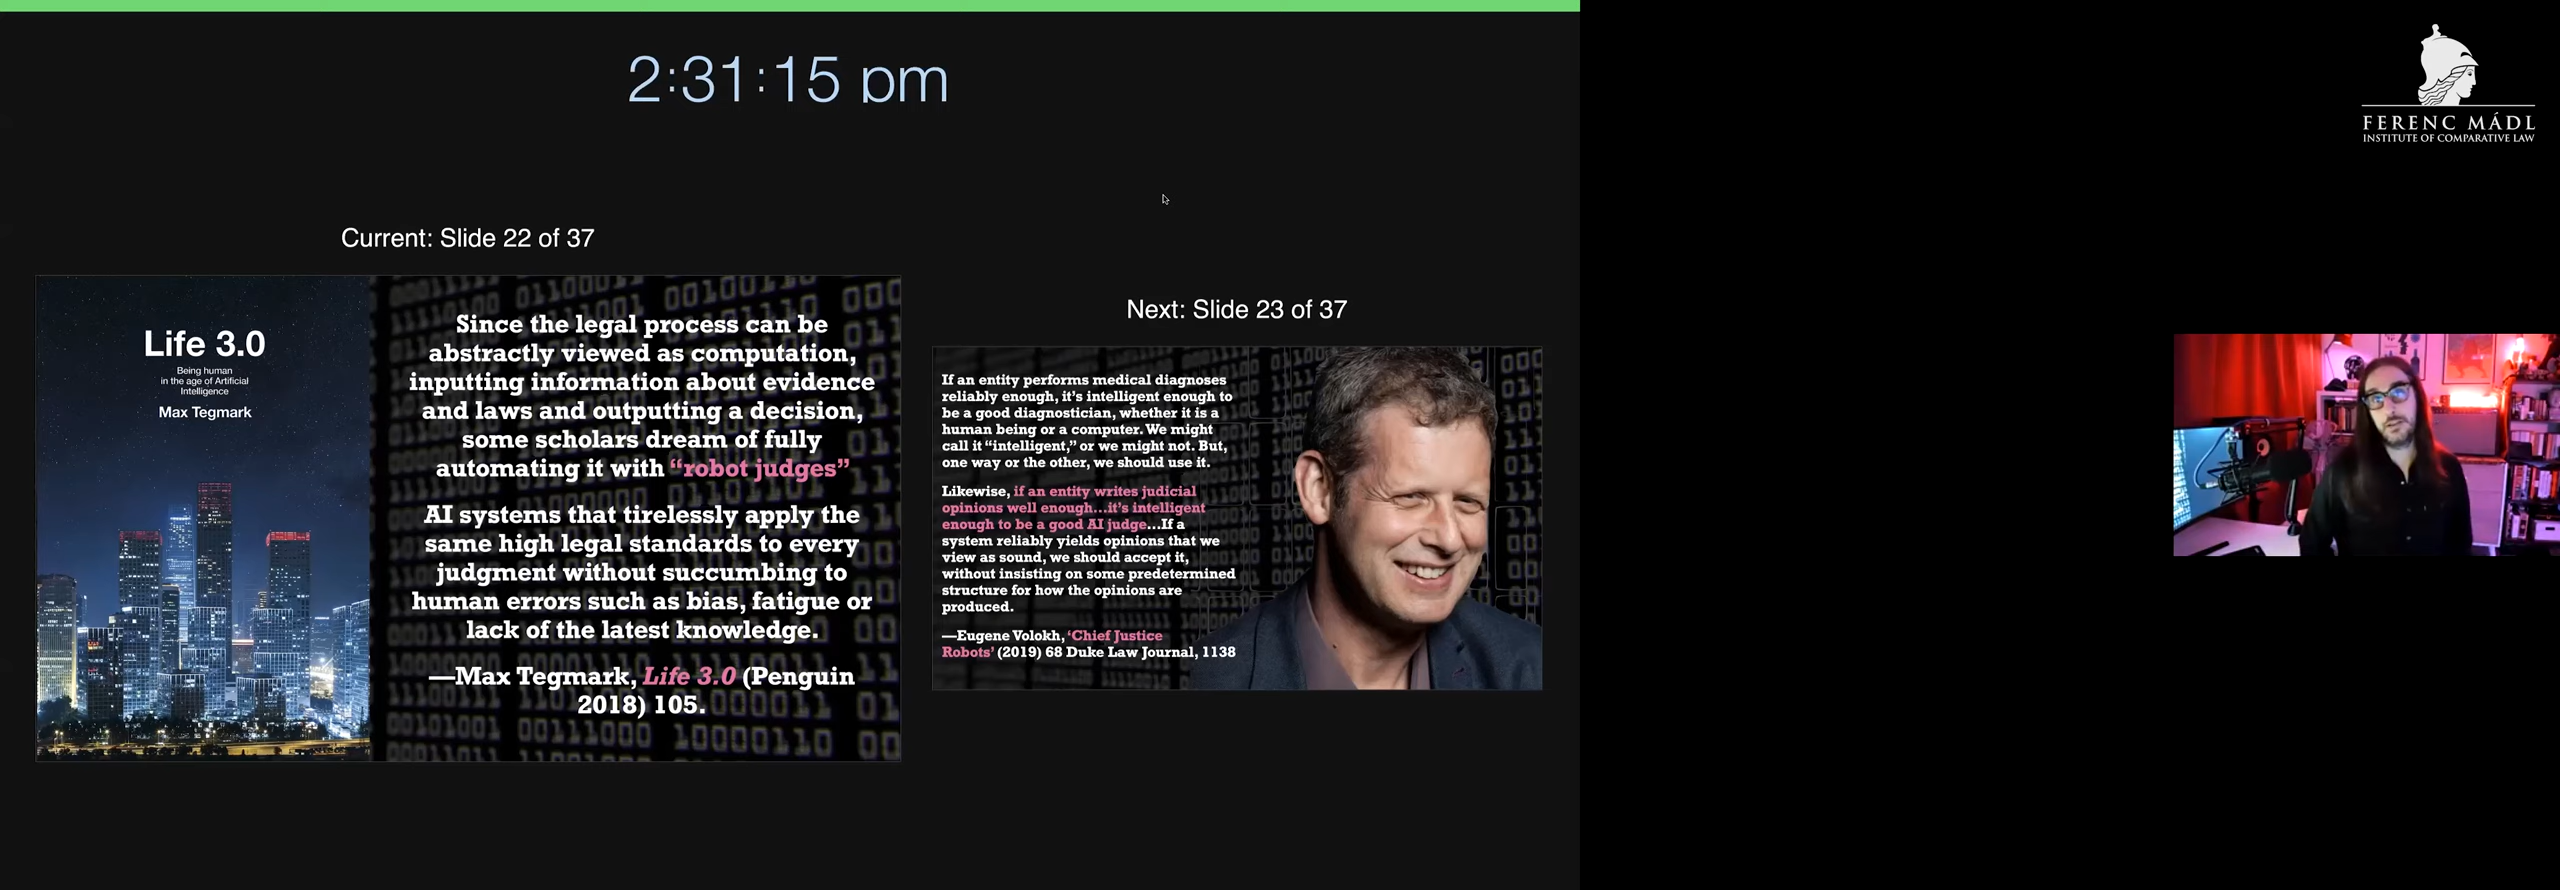 2:31:15 pm
FERENC MÁDL
INSTITUTE OF COMPARATIVE LAW
Current: Slide 22 of 37
Life 3.0
Being human
in the age of Artificial
Intelligence
Max Tegmark
Since the legal process can be
abstractly viewed as computation,
inputting information about evidence
and laws and outputting a decision,
some scholars dream of fully
automating it with “robot judges”
AI systems that tirelessly apply the
same high legal standards to every
judgment without succumbing to
human errors such as bias, fatigue or
lack of the latest knowledge.
—Max Tegmark, Life 3.0 (Penguin
2018) 105.
Next: Slide 23 of 37
If an entity performs medical diagnoses
reliably enough, it’s intelligent enough to
be a good diagnostician, whether it is a
human being or a computer. We might
call it “intelligent,” or we might not. But,
one way or the other, we should use it.
Likewise, if an entity writes judicial
opinions well enough…it’s intelligent
enough to be a good AI judge…If a
system reliably yields opinions that we
view as sound, we should accept it,
without insisting on some predetermined
structure for how the opinions are
produced.
—Eugene Volokh, ‘Chief Justice
Robots’ (2019) 68 Duke Law Journal, 1138